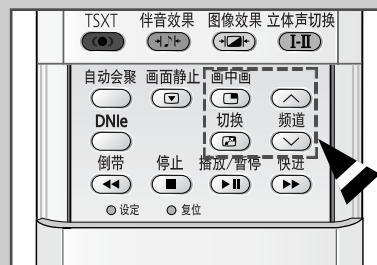 TSXT 伴音效果 图像效果 立体声切换
I-II
自动会聚 画面静止 画中画
DNIe 切换 频道
倒带 停止 播放/暂停 快进
设定 复位